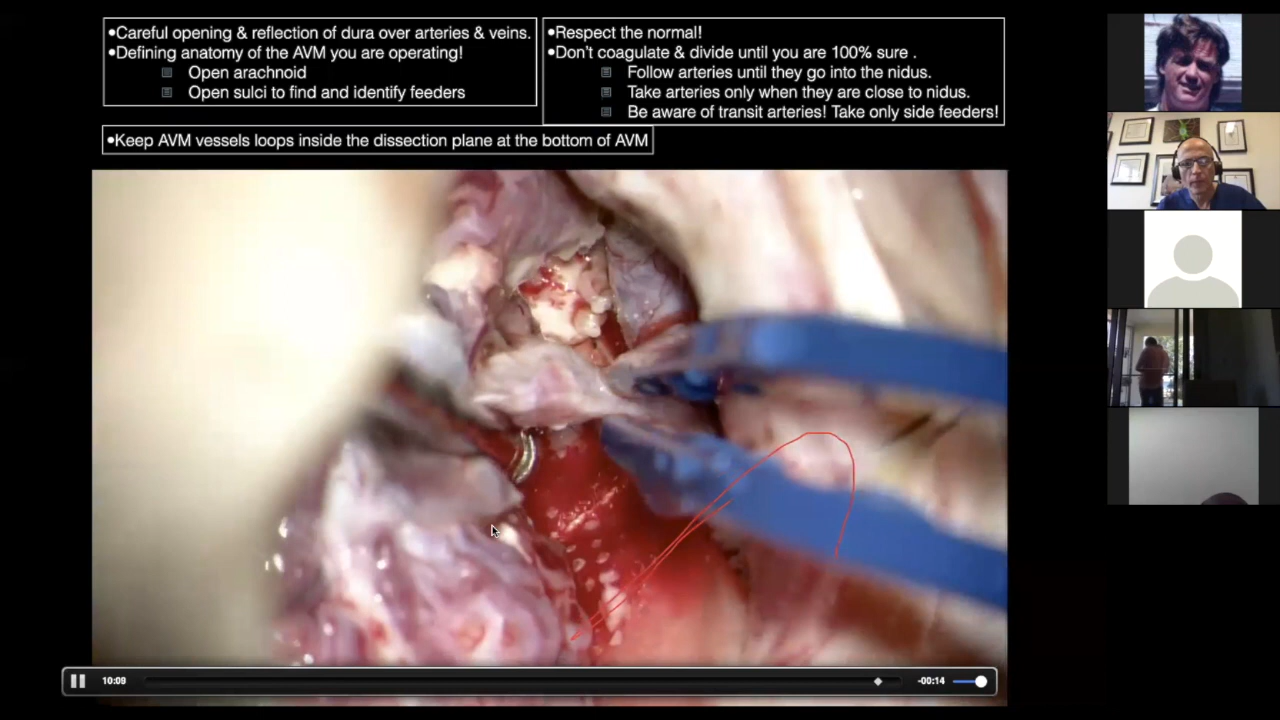 •Careful opening & reflection of dura over arteries & veins.
•Defining anatomy of the AVM you are operating!
Open arachnoid
Open sulci to find and identify feeders
•Respect the normal!
•Don't coagulate & divide until you are 100% sure .
Follow arteries until they go into the nidus.
Take arteries only when they are close to nidus.
Be aware of transit arteries! Take only side feeders!
•Keep AVM vessels loops inside the dissection plane at the bottom of AVM
10:09
-00:14